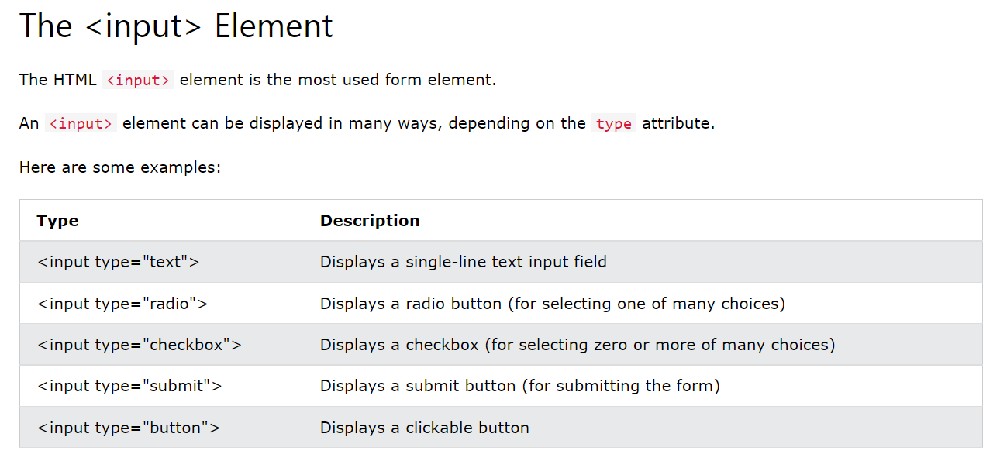 The <input> Element
The HTML <input> element is the most used form element.
An <input> element can be displayed in many ways, depending on the type attribute.
Here are some examples:
Type Description
<input type="text"> Displays a single-line text input field
<input type="radio"> Displays a radio button (for selecting one of many choices)
<input type="checkbox"> Displays a checkbox (for selecting zero or more of many choices)
<input type="submit"> Displays a submit button (for submitting the form)
<input type="button"> Displays a clickable button